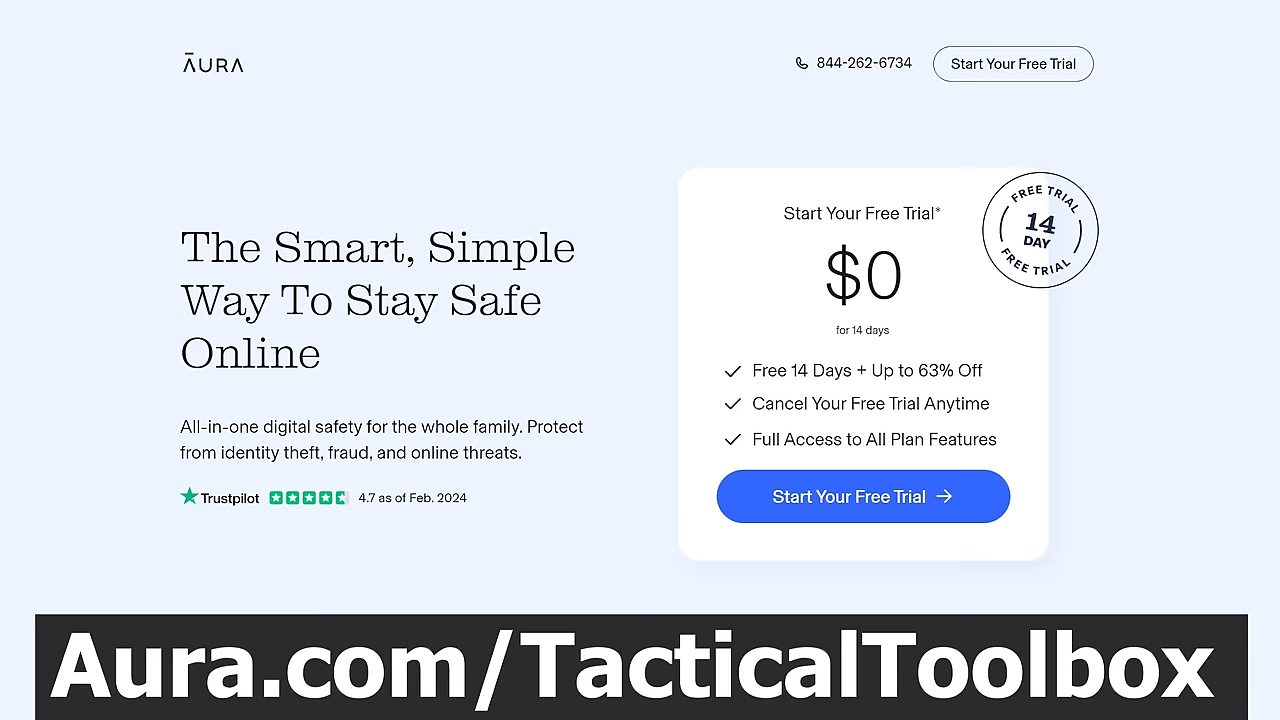 ĀURA
844-262-6734
Start Your Free Trial
The Smart, Simple
Way To Stay Safe
Online
All-in-one digital safety for the whole family. Protect
from identity theft, fraud, and online threats.
Trustpilot 4.7 as of Feb. 2024
FREE TRIAL
14
DAY
FREE TRIAL
Start Your Free Trial*
$0
for 14 days
Free 14 Days + Up to 63% Off
Cancel Your Free Trial Anytime
Full Access to All Plan Features
Start Your Free Trial →
Aura.com/TacticalToolbox